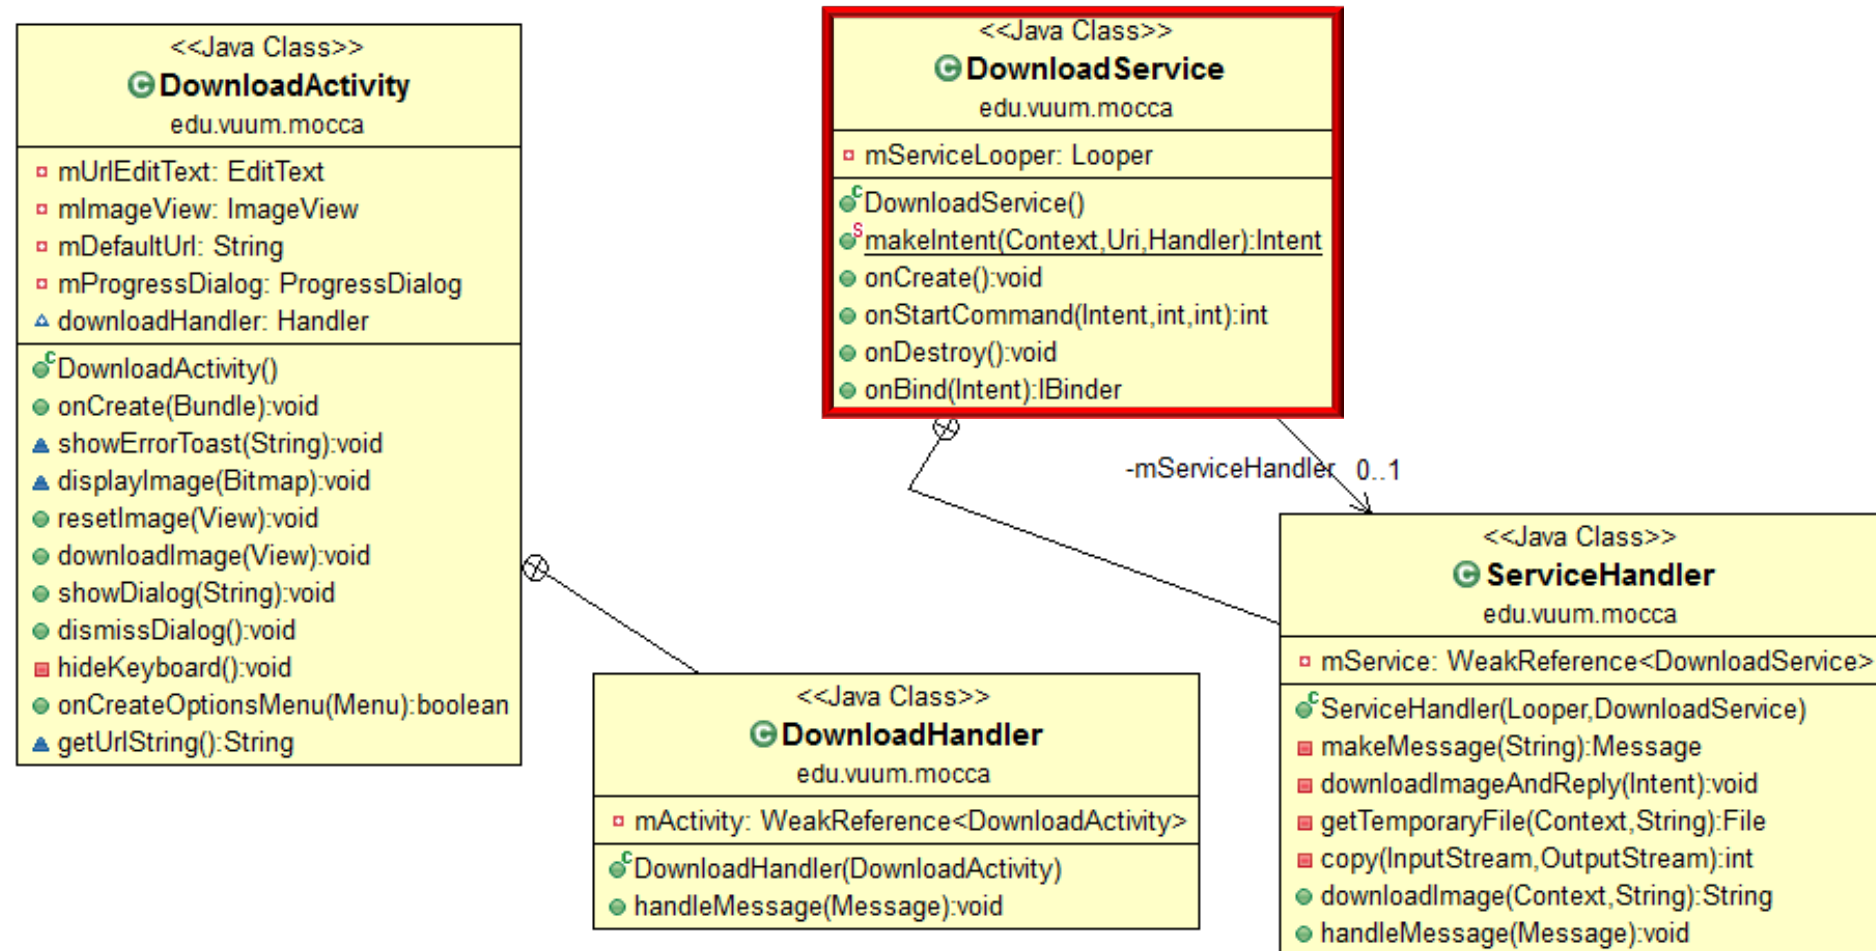 <<Java Class>>
DownloadActivity
edu.vuum.mocca
mUrlEditText: EditText
mImageView: ImageView
mDefaultUrl: String
mProgressDialog: ProgressDialog
downloadHandler: Handler
DownloadActivity()
onCreate(Bundle):void
showErrorToast(String):void
displayImage(Bitmap):void
resetImage(View):void
downloadImage(View):void
showDialog(String):void
dismissDialog():void
hideKeyboard():void
onCreateOptionsMenu(Menu):boolean
getUrlString():String
<<Java Class>>
DownloadService
edu.vuum.mocca
mServiceLooper: Looper
DownloadService()
makeIntent(Context,Uri,Handler):Intent
onCreate():void
onStartCommand(Intent,int,int):int
onDestroy():void
onBind(Intent):IBinder
-mServiceHandler 0..1
<<Java Class>>
DownloadHandler
edu.vuum.mocca
mActivity: WeakReference<DownloadActivity>
DownloadHandler(DownloadActivity)
handleMessage(Message):void
<<Java Class>>
ServiceHandler
edu.vuum.mocca
mService: WeakReference<DownloadService>
ServiceHandler(Looper,DownloadService)
makeMessage(String):Message
downloadImageAndReply(Intent):void
getTemporaryFile(Context,String):File
copy(InputStream,OutputStream):int
downloadImage(Context,String):String
handleMessage(Message):void